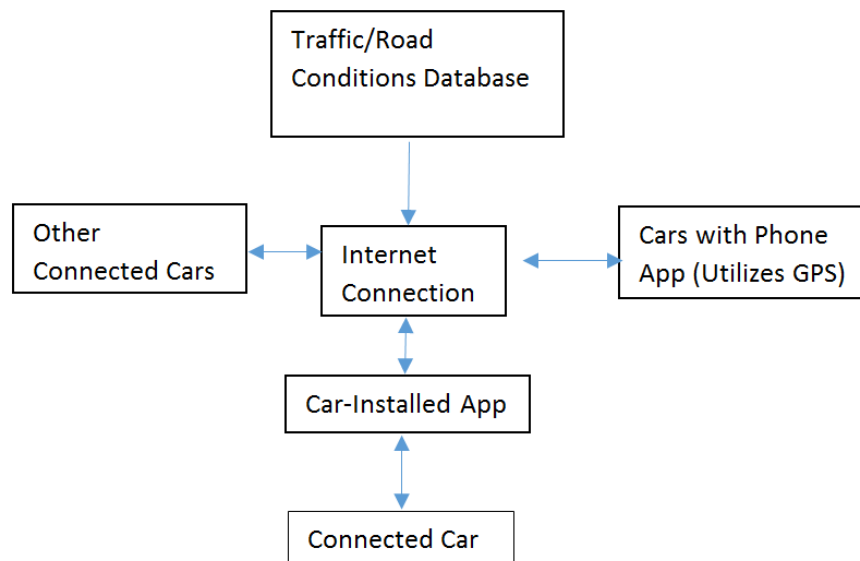 Traffic/Road
Conditions Database
Other
Connected Cars
Internet
Connection
Cars with Phone
App (Utilizes GPS)
Car-Installed App
Connected Car